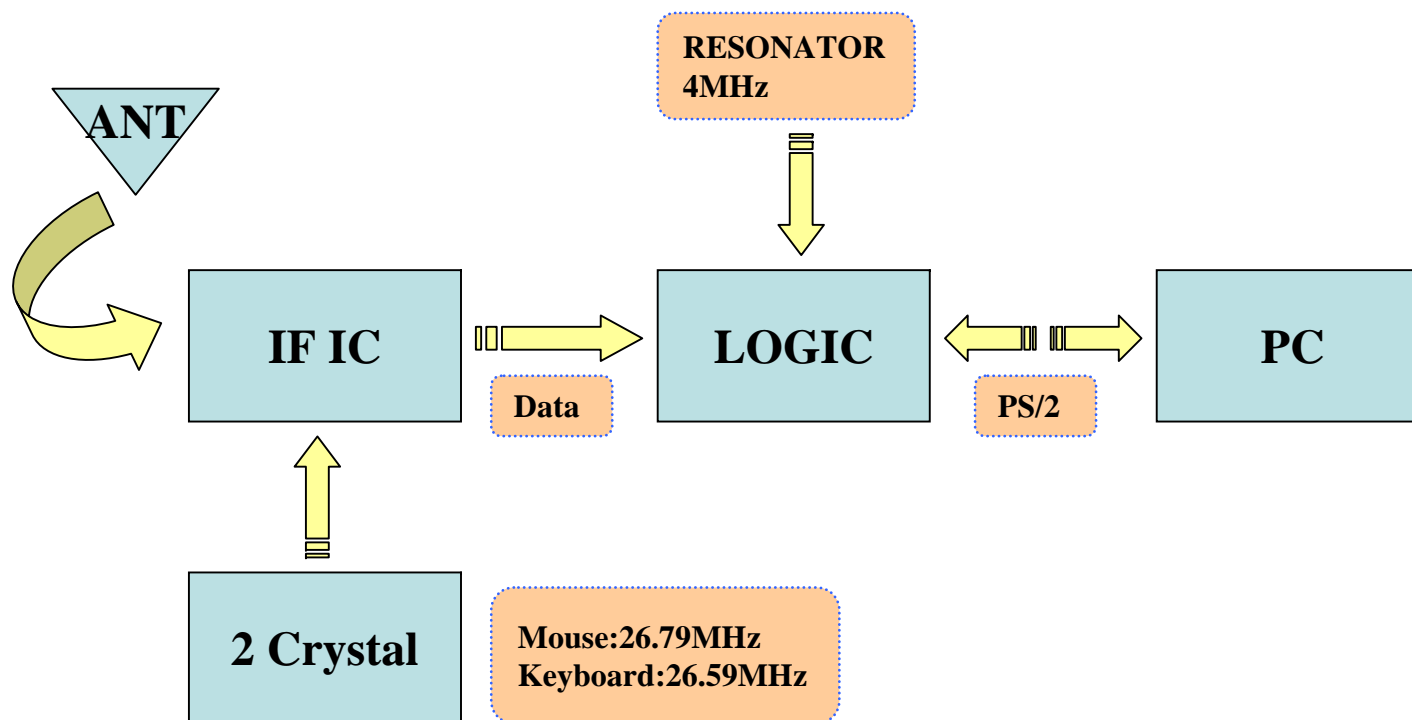 RESONATOR
4MHz
ANT
IF IC
LOGIC
PC
Data
PS/2
2 Crystal
Mouse:26.79MHz
Keyboard:26.59MHz